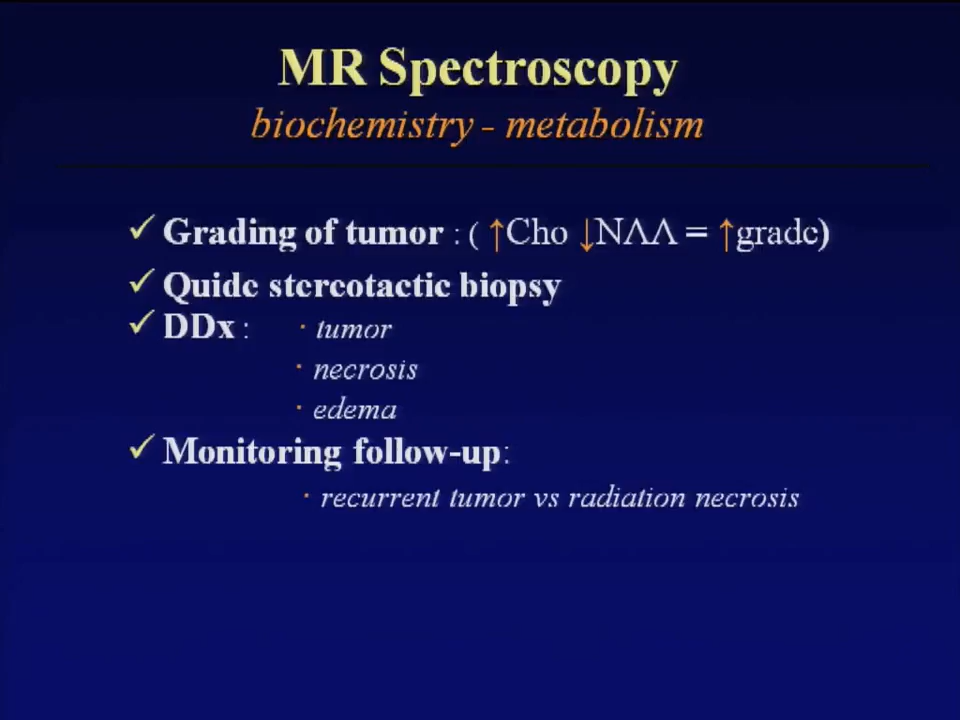 MR Spectroscopy
biochemistry - metabolism
✓ Grading of tumor : ( ↑Cho ↓NAA = ↑grade)
✓ Quide stereotactic biopsy
✓ DDx : · tumor
· necrosis
· edema
✓ Monitoring follow-up:
· recurrent tumor vs radiation necrosis